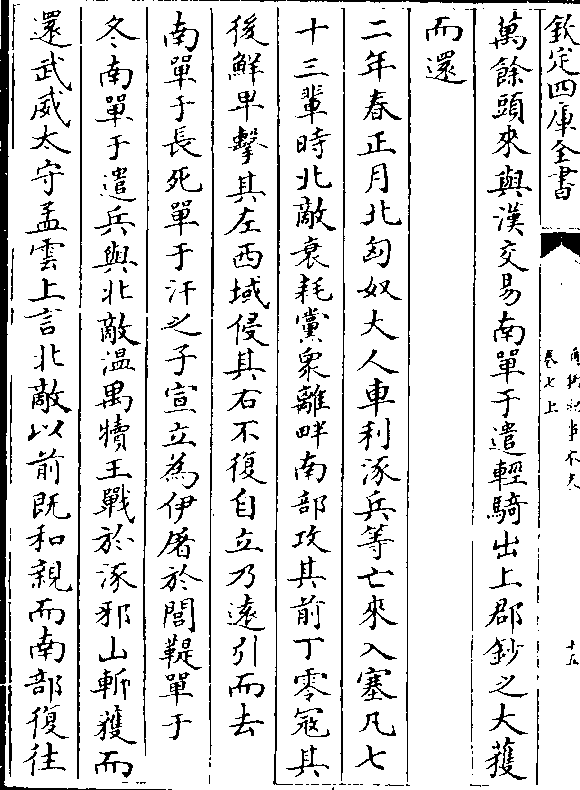 欽定四庫全書
卷七上
十五
萬餘頭來與漢交易南單于遣輕騎出上郡鈔之大獲
而還
二年春正月北匈奴大人車利涿兵等亡來入塞凡七
十三輩時北敵衰耗黨眾離畔南部攻其前丁零冦其
後鮮卑擊其左西域侵其右不復自立乃遠引而去
南單于長死單于汗之子宣立為伊屠於閭鞮單于
冬南單于遣兵與北敵温禺犢王戰於涿邪山斬獲而
還武威太守孟雲上言北敵以前既和親而南部復往